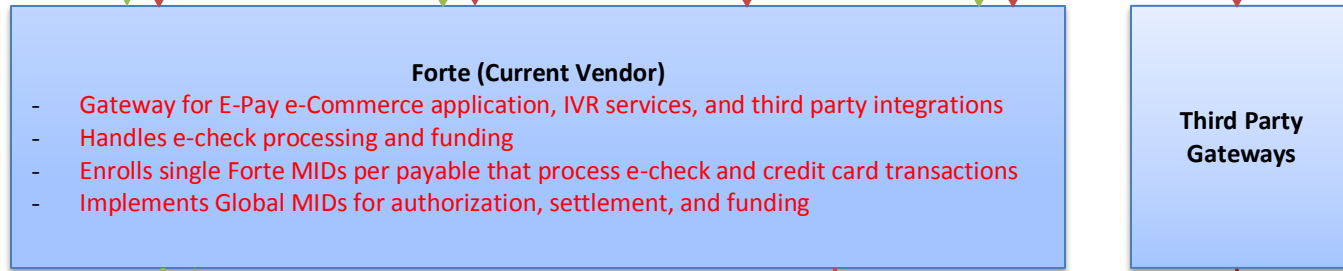 Forte (Current Vendor)
- Gateway for E-Pay e-Commerce application, IVR services, and third party integrations
- Handles e-check processing and funding
- Enrolls single Forte MIDs per payable that process e-check and credit card transactions
- Implements Global MIDs for authorization, settlement, and funding
Third Party
Gateways